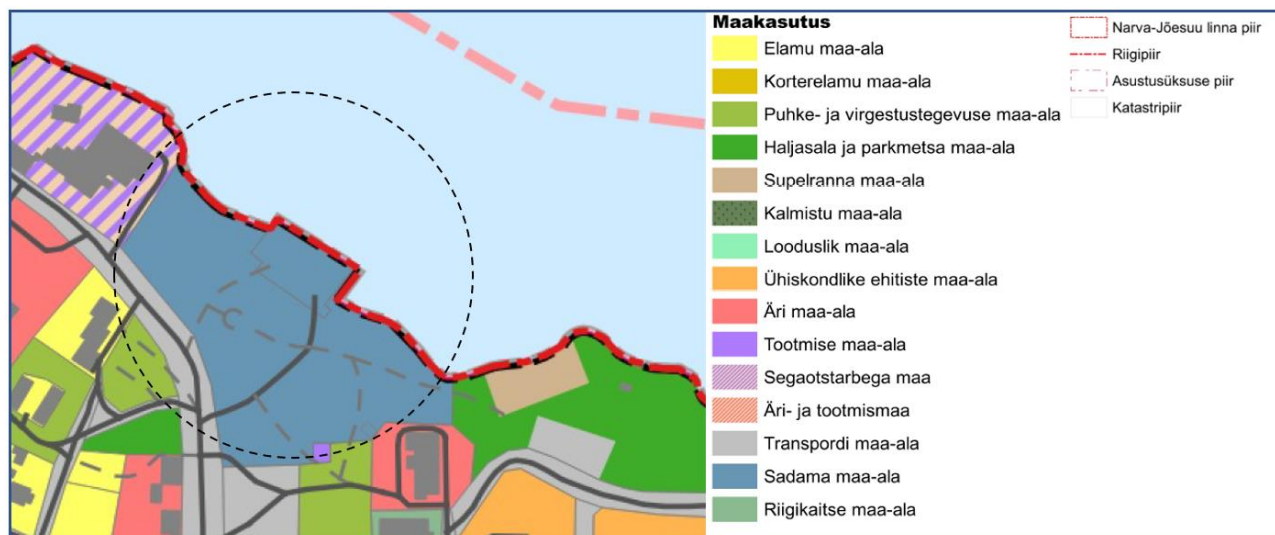 Maakasutus
Elamu maa-ala
Korterelamu maa-ala
Puhke- ja virgestustegevuse maa-ala
Haljasala ja parkmetsa maa-ala
Supelranna maa-ala
Kalmistu maa-ala
Looduslik maa-ala
Ühiskondlike ehitiste maa-ala
Äri maa-ala
Tootmise maa-ala
Segaotstarbega maa
Äri- ja tootmismaa
Transpordi maa-ala
Sadama maa-ala
Riigikaitse maa-ala
Narva-Jõesuu linna piir
Riigipiir
Asustusüksuse piir
Katastripiir